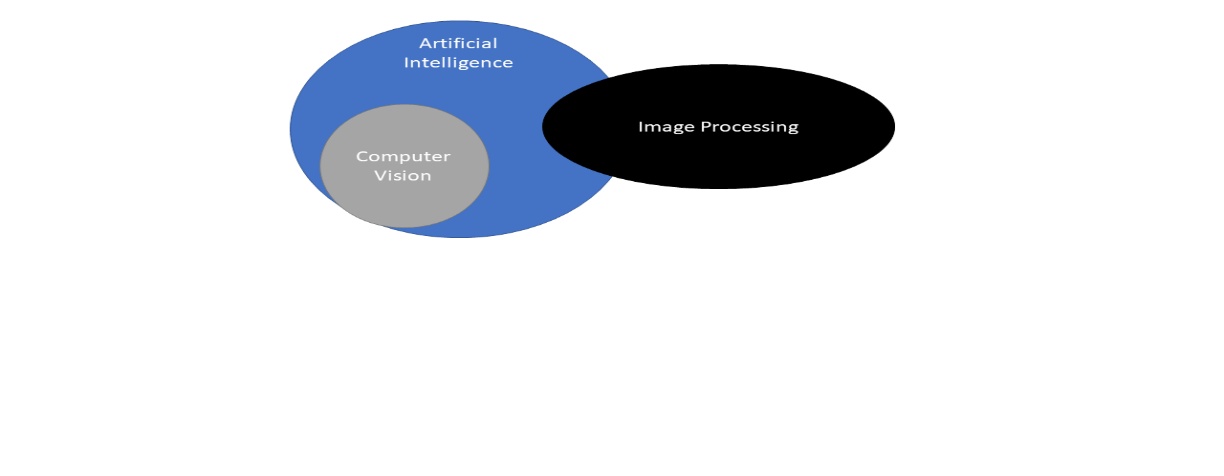 Artificial
Intelligence
Image Processing
Computer
Vision